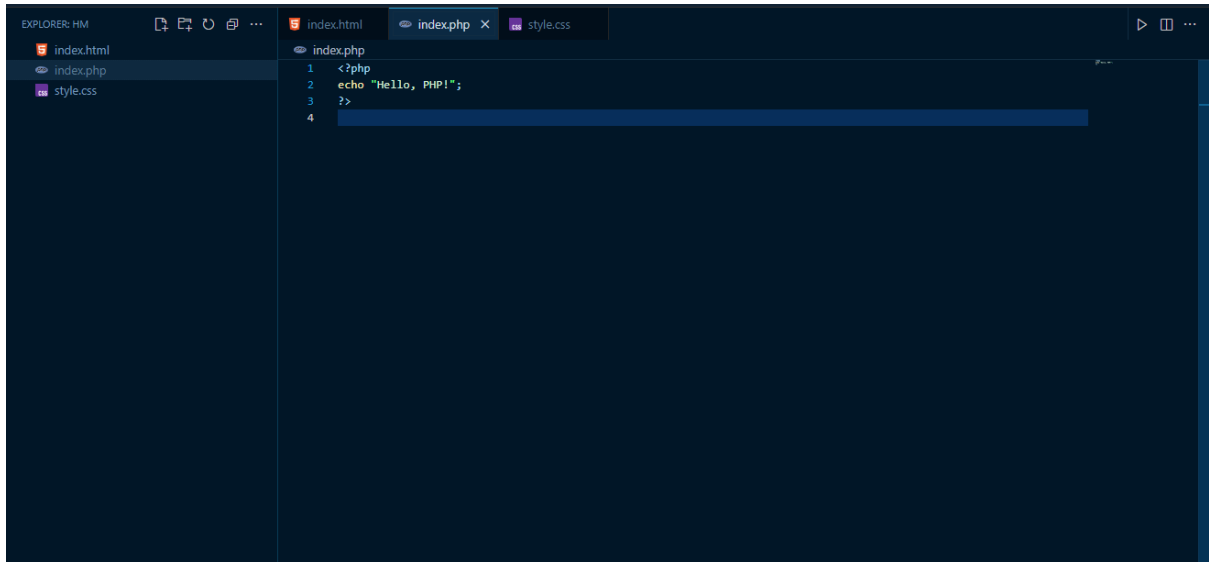 EXPLORER: HM
index.html
index.php
style.css
index.html
index.php
style.css
index.php
1 <?php
2 echo "Hello, PHP!";
3 ?>
4